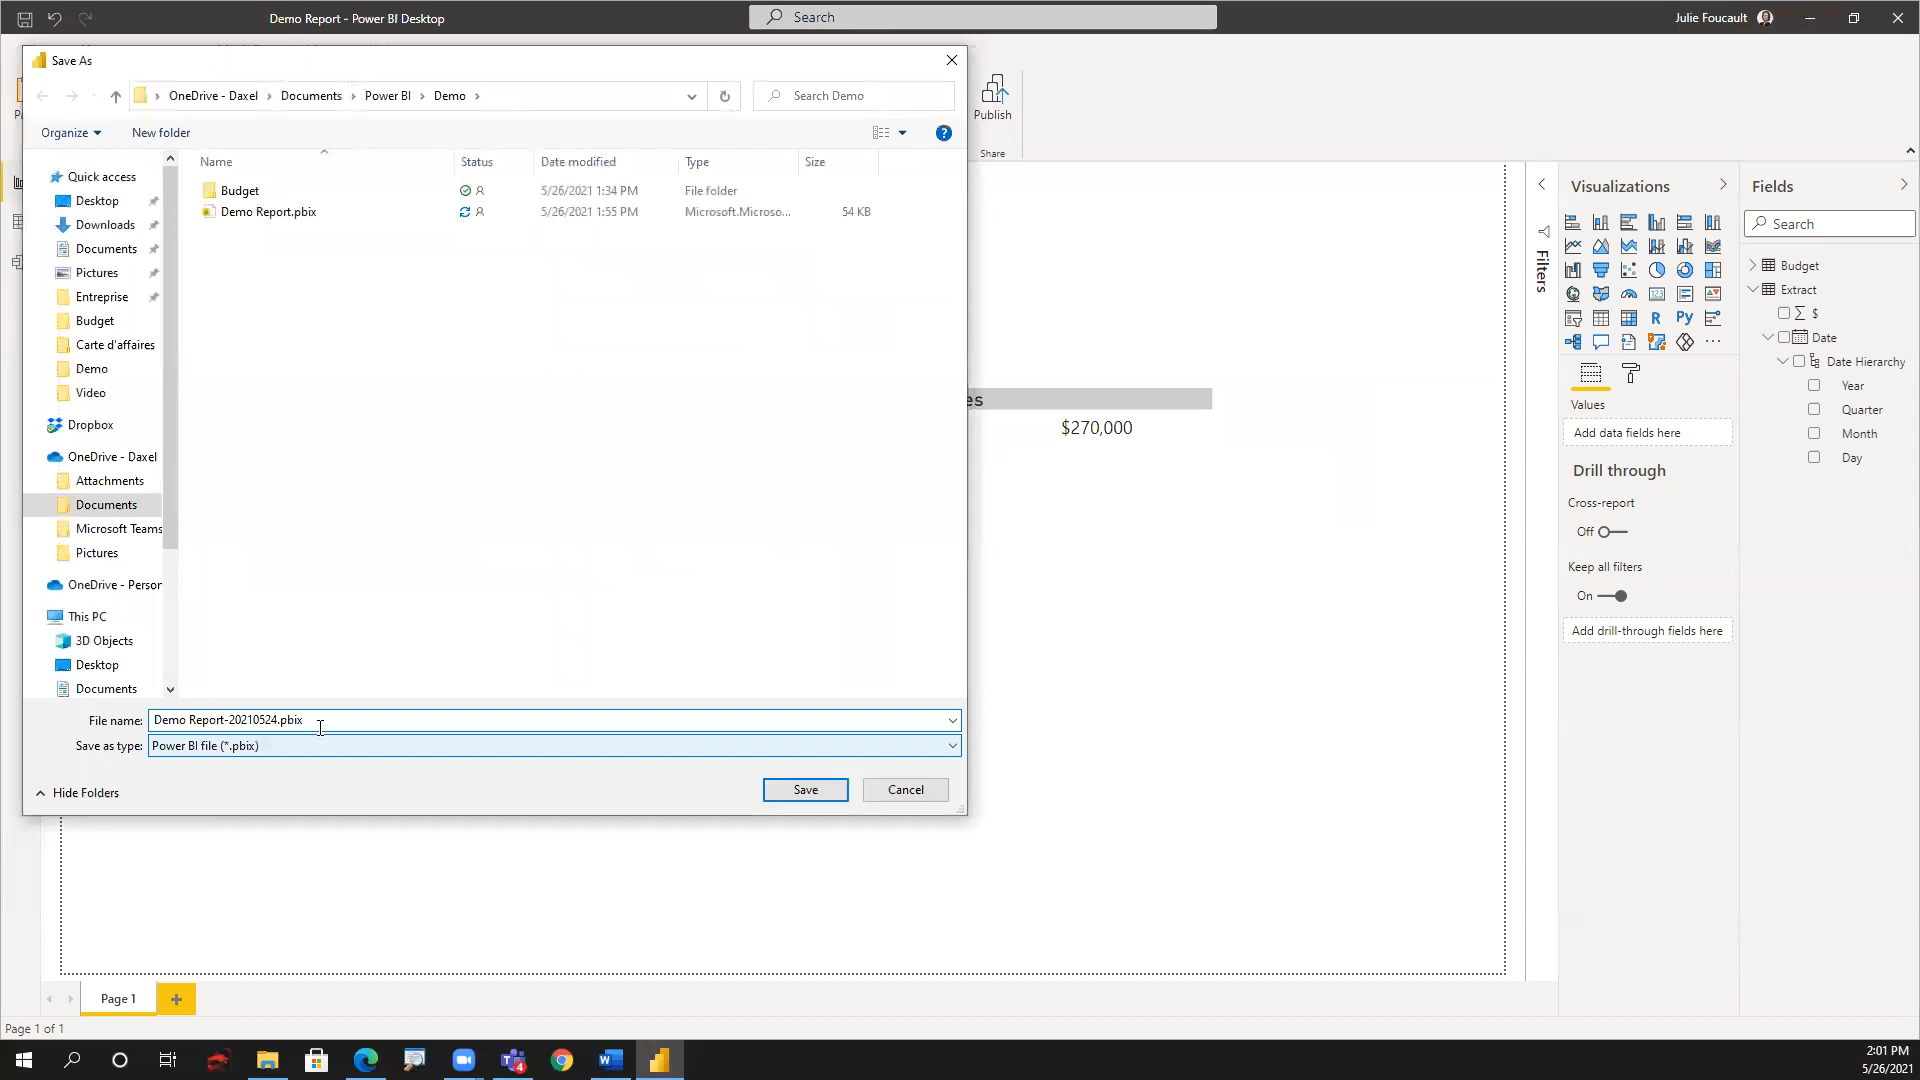 Demo Report - Power BI Desktop
Search
Julie Foucault
Save As
OneDrive - Daxel
Documents
Power BI
Demo
Search Demo
Organize
New folder
Name
Status
Date modified
Type
Size
Budget
5/26/2021 1:34 PM
File folder
Demo Report.pbix
5/26/2021 1:55 PM
Microsoft.Microso...
54 KB
Quick access
Desktop
Downloads
Documents
Pictures
Entreprise
Budget
Carte d'affaires
Demo
Video
Dropbox
OneDrive - Daxel
Attachments
Documents
Microsoft Teams
Pictures
OneDrive - Person
This PC
3D Objects
Desktop
Documents
File name: Demo Report-20210524.pbix
Save as type: Power BI file (*.pbix)
Hide Folders
Save
Cancel
Publish
Share
es
$270,000
Filters
Visualizations
R
Py
123
...
Values
Add data fields here
Drill through
Cross-report
Off
Keep all filters
On
Add drill-through fields here
Fields
Search
Budget
Extract
∑ $
Date
Date Hierarchy
Year
Quarter
Month
Day
Page 1
+
Page 1 of 1
4
2:01 PM
5/26/2021